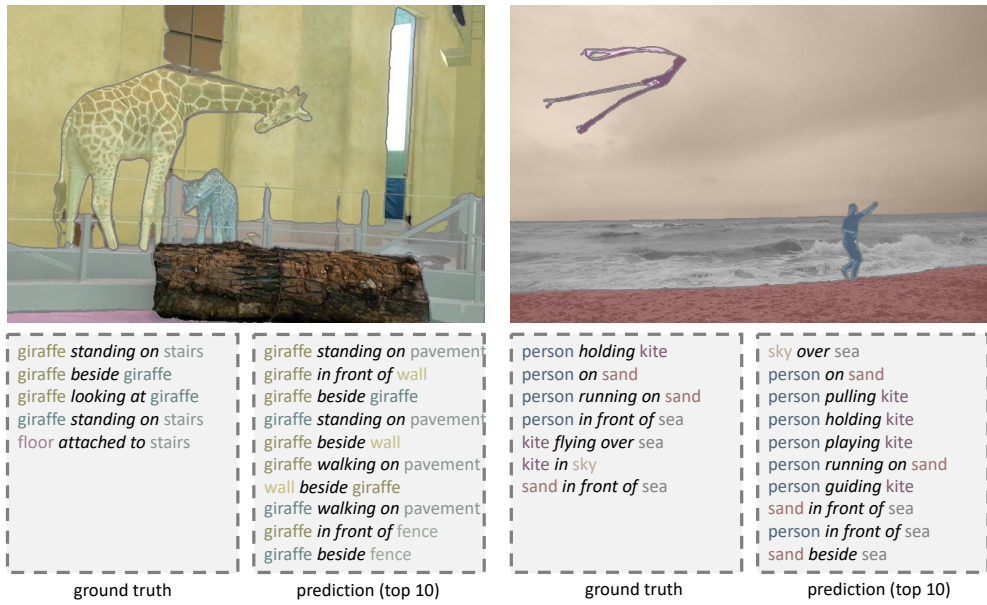 giraffe standing on stairs
giraffe beside giraffe
giraffe looking at giraffe
giraffe standing on stairs
floor attached to stairs
ground truth
giraffe standing on pavement
giraffe in front of wall
giraffe beside giraffe
giraffe standing on pavement
giraffe beside wall
giraffe walking on pavement
wall beside giraffe
giraffe walking on pavement
giraffe in front of fence
giraffe beside fence
prediction (top 10)
person holding kite
person on sand
person running on sand
person in front of sea
kite flying over sea
kite in sky
sand in front of sea
ground truth
sky over sea
person on sand
person pulling kite
person holding kite
person playing kite
person running on sand
person guiding kite
sand in front of sea
person in front of sea
sand beside sea
prediction (top 10)